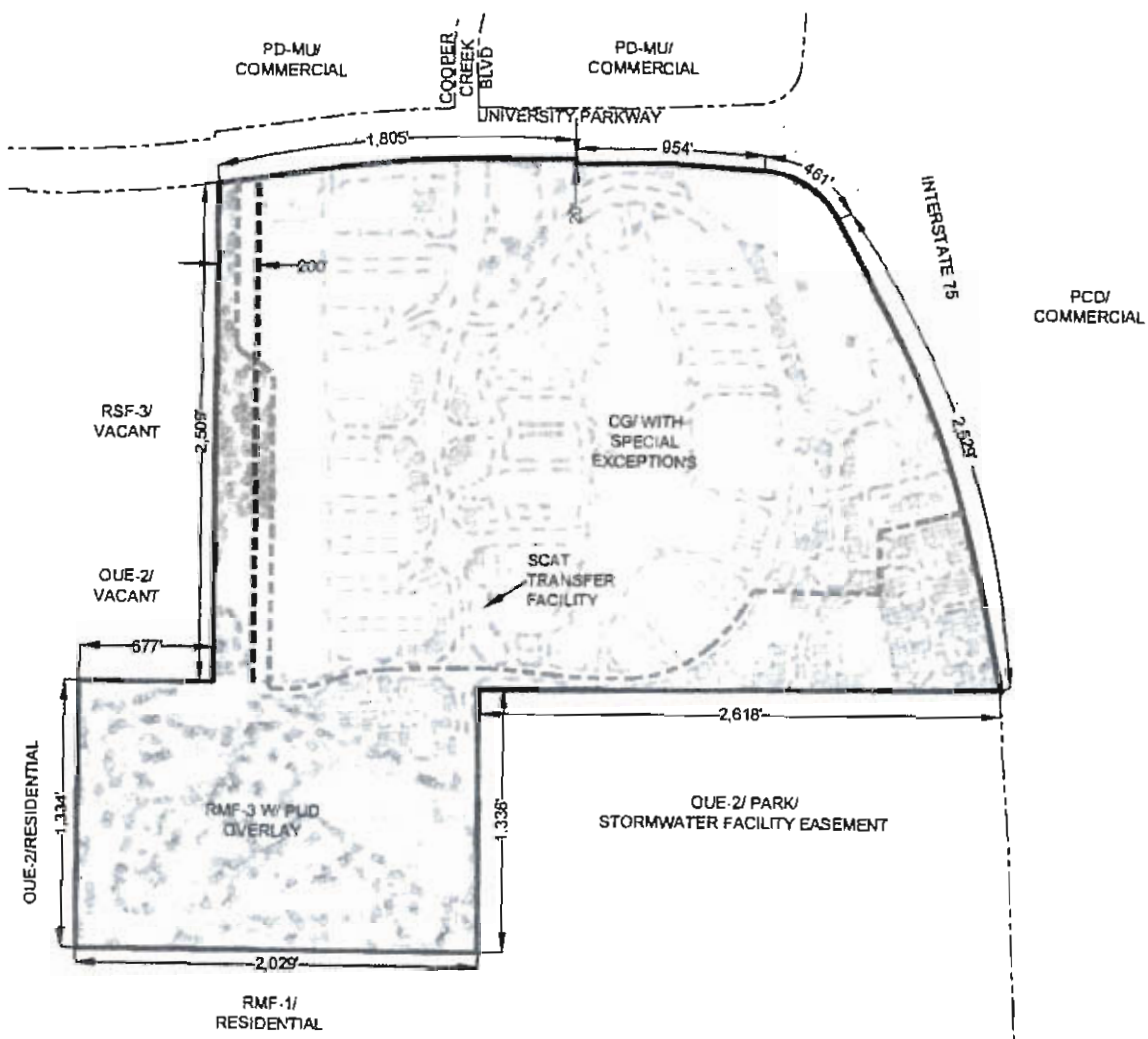 PD-MU/
COMMERCIAL
COOPER
CREEK
BLVD
PD-MU/
COMMERCIAL
UNIVERSITY PARKWAY
1,805'
954'
461'
20'
INTERSTATE 75
200'
PCD/
COMMERCIAL
RSF-3/
VACANT
2,509'
CG/ WITH
SPECIAL
EXCEPTIONS
2,529'
OUE-2/
VACANT
SCAT
TRANSFER
FACILITY
677'
2,618'
OUE-2/RESIDENTIAL
1,334'
RMF-3 W/ PUD
OVERLAY
1,336'
OUE-2/ PARK/
STORMWATER FACILITY EASEMENT
2,029'
RMF-1/
RESIDENTIAL